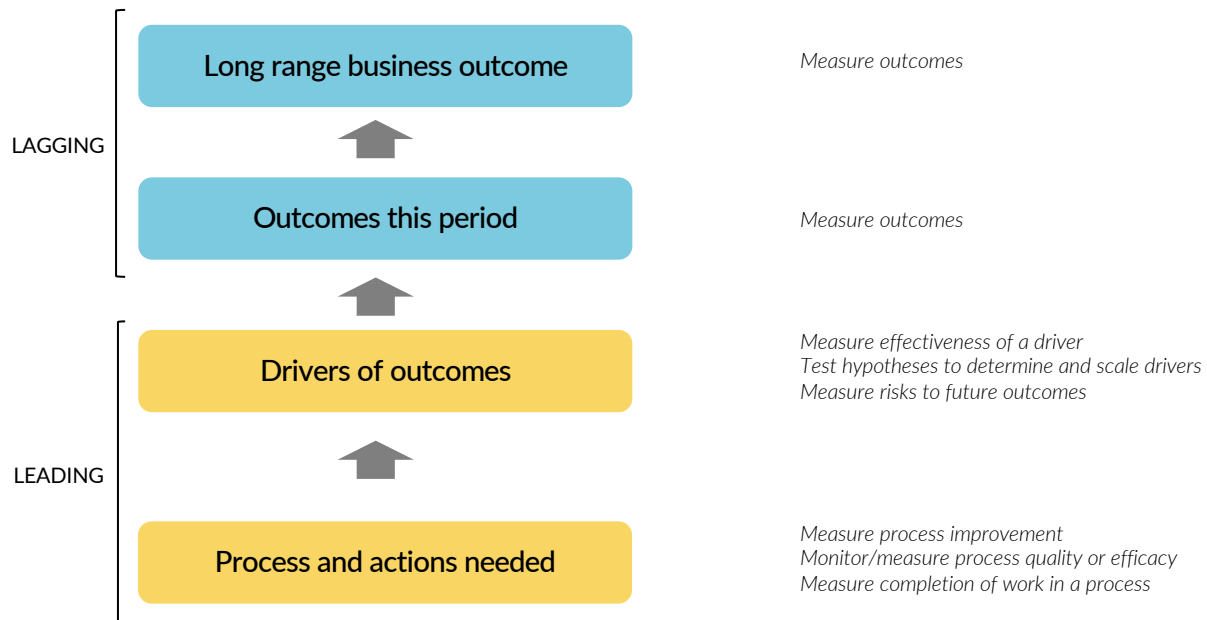 Long range business outcome
Measure outcomes
LAGGING
Outcomes this period
Measure outcomes
Drivers of outcomes
Measure effectiveness of a driver
Test hypotheses to determine and scale drivers
Measure risks to future outcomes
LEADING
Process and actions needed
Measure process improvement
Monitor/measure process quality or efficacy
Measure completion of work in a process